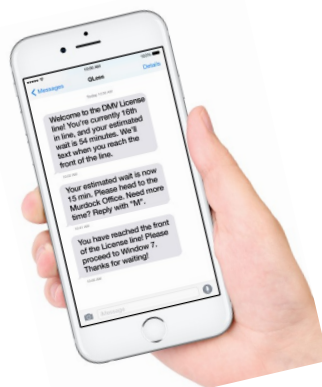 Messages
QLess
Details
Welcome to the DMV License
line! You're currently 16th
in line, and your estimated
wait is 54 minutes. We'll
text when you reach the
front of the line.
Your estimated wait is now
15 min. Please head to the
Murdock Office. Need more
time? Reply with "M".
You have reached the front
of the License line! Please
proceed to Window 7.
Thanks for waiting!
iMessage